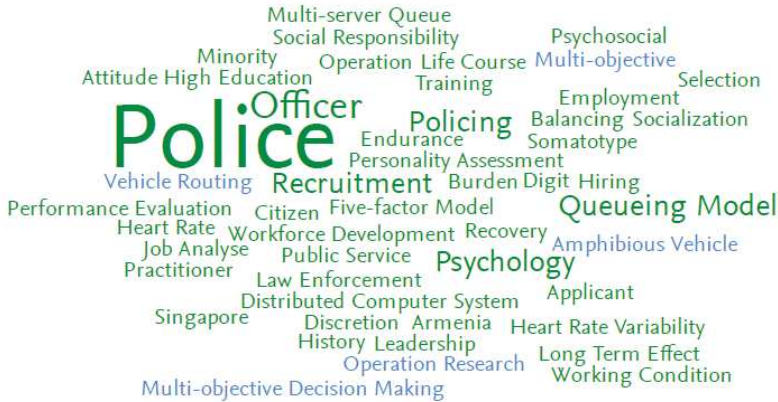 Multi-server Queue
Social Responsibility
Psychosocial
Minority
Operation
Life Course
Multi-objective
Attitude
High Education
Training
Selection
Officer
Employment
Police
Policing
Balancing
Socialization
Endurance
Somatotype
Personality Assessment
Vehicle Routing
Recruitment
Burden
Digit
Hiring
Performance Evaluation
Citizen
Five-factor Model
Queueing Model
Heart Rate
Workforce Development
Recovery
Job Analyse
Public Service
Amphibious Vehicle
Practitioner
Psychology
Law Enforcement
Distributed Computer System
Applicant
Singapore
Discretion
Armenia
Heart Rate Variability
History
Leadership
Operation Research
Long Term Effect
Working Condition
Multi-objective Decision Making